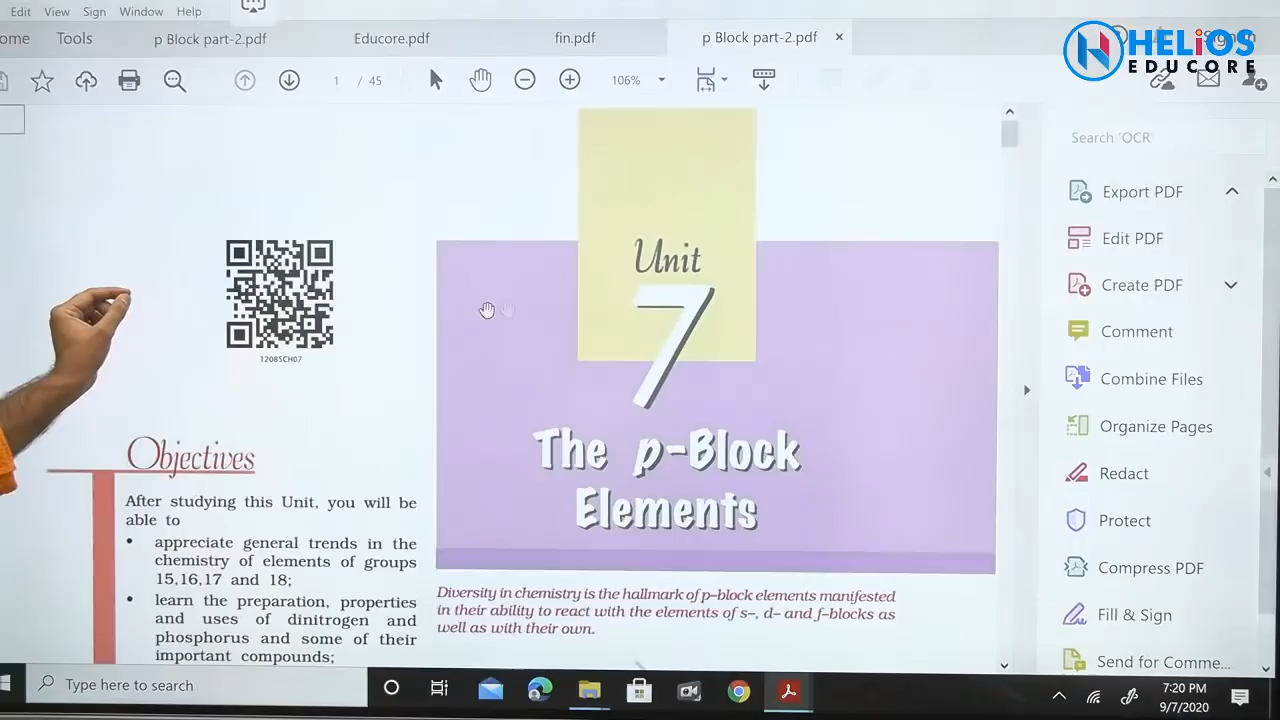 Edit View Sign Window Help
ome Tools p Block part-2.pdf Educore.pdf fin.pdf p Block part-2.pdf ×
HELiOS
EDUCORE
1 / 45 106%
Search 'OCR'
Export PDF
Edit PDF
Create PDF
Comment
Combine Files
Organize Pages
Redact
Protect
Compress PDF
Fill & Sign
Send for Comme...
12085CH07
Unit
7
The p-Block
Elements
Objectives
After studying this Unit, you will be
able to
• appreciate general trends in the
chemistry of elements of groups
15,16,17 and 18;
• learn the preparation, properties
and uses of dinitrogen and
phosphorus and some of their
important compounds;
Diversity in chemistry is the hallmark of p–block elements manifested
in their ability to react with the elements of s–, d– and f–blocks as
well as with their own.
Type here to search
7:20 PM
9/7/2020